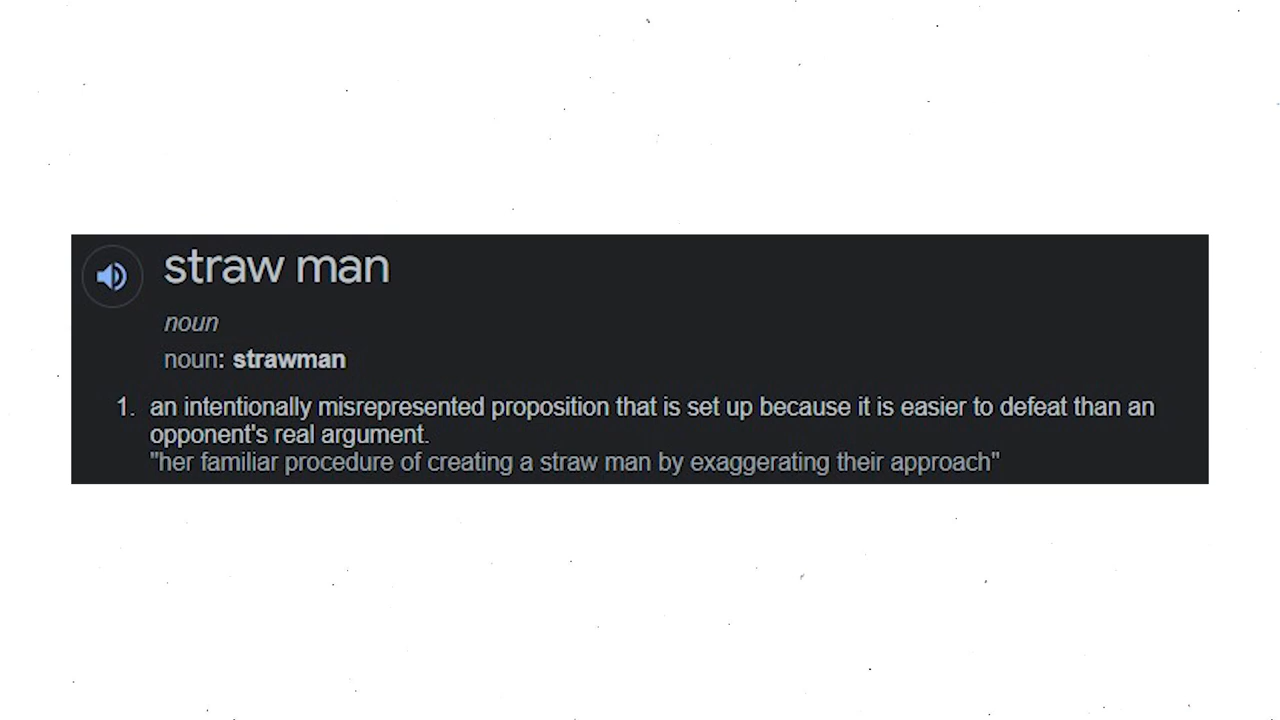 straw man
noun
noun: strawman
1. an intentionally misrepresented proposition that is set up because it is easier to defeat than an
opponent's real argument.
"her familiar procedure of creating a straw man by exaggerating their approach"